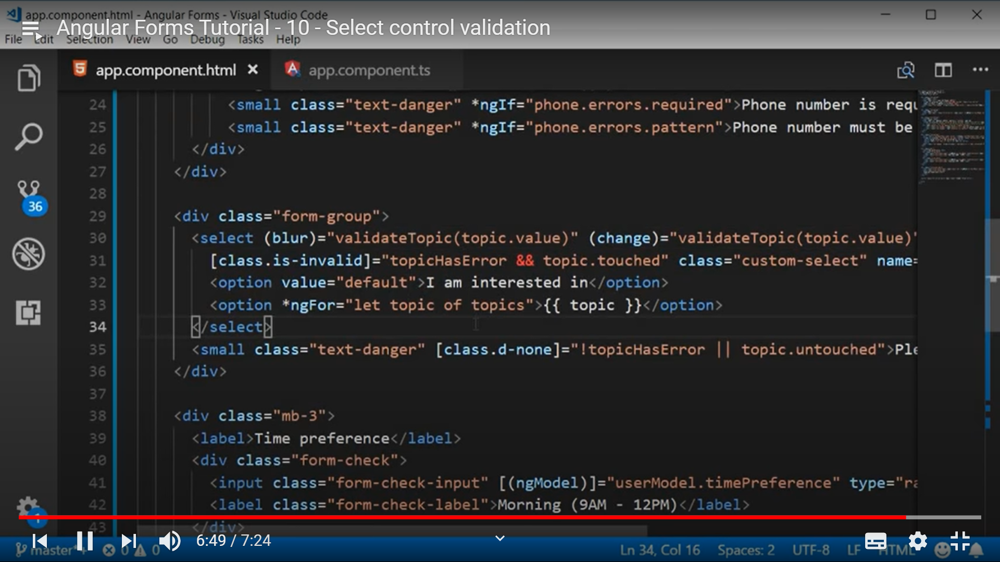 app.component.html - Angular Forms - Visual Studio Code
Angular Forms Tutorial - 10 - Select control validation
File Edit Selection View Go Debug Tasks Help
app.component.html app.component.ts
24 <small class="text-danger" *ngIf="phone.errors.required">Phone number is requ
25 <small class="text-danger" *ngIf="phone.errors.pattern">Phone number must be
26 </div>
27 </div>
28
29 <div class="form-group">
30 <select (blur)="validateTopic(topic.value)" (change)="validateTopic(topic.value)"
31 [class.is-invalid]="topicHasError && topic.touched" class="custom-select" name=
32 <option value="default">I am interested in</option>
33 <option *ngFor="let topic of topics">{{ topic }}</option>
34 </select>
35 <small class="text-danger" [class.d-none]="!topicHasError || topic.untouched">Ple
36 </div>
37
38 <div class="mb-3">
39 <label>Time preference</label>
40 <div class="form-check">
41 <input class="form-check-input" [(ngModel)]="userModel.timePreference" type="ra
42 <label class="form-check-label">Morning (9AM - 12PM)</label>
43 </div>
36
1
6:49 / 7:24
master*+ 0 0 Ln 34, Col 16 Spaces: 2 UTF-8 LF HTML